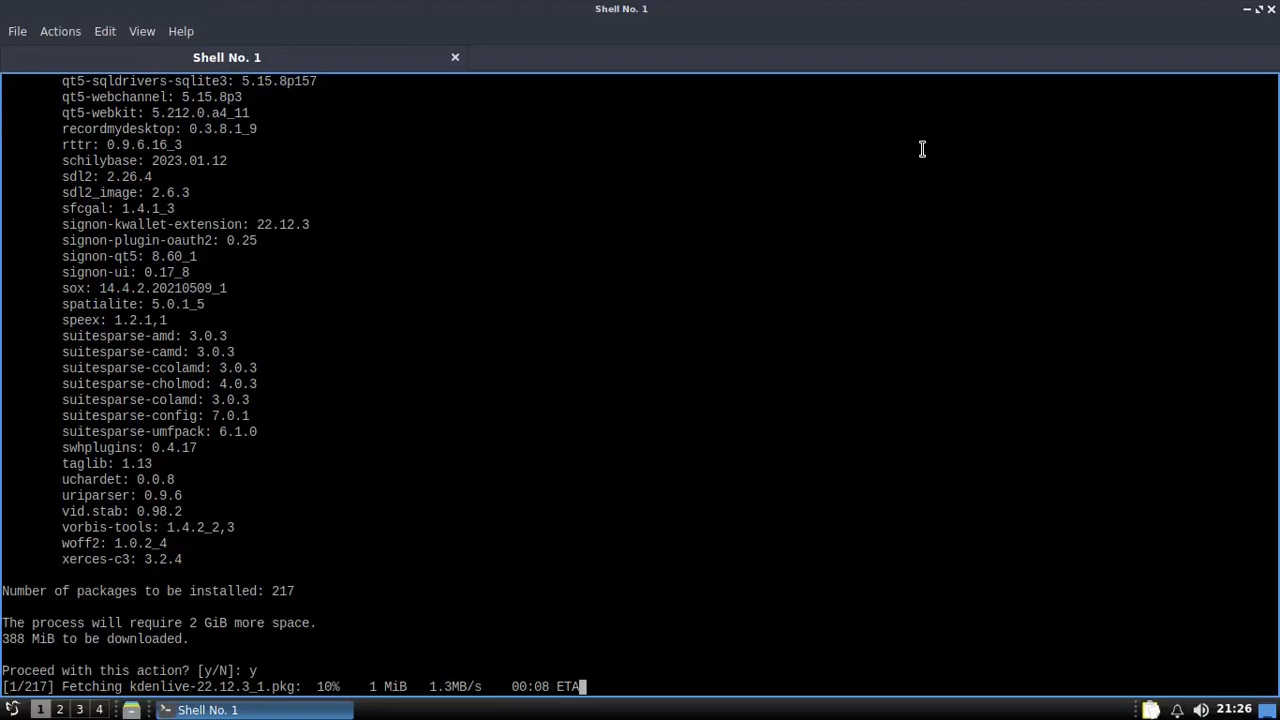 Shell No. 1
File Actions Edit View Help
Shell No. 1
qt5-sqldrivers-sqlite3: 5.15.8p157
qt5-webchannel: 5.15.8p3
qt5-webkit: 5.212.0.a4_11
recordmydesktop: 0.3.8.1_9
rttr: 0.9.6.16_3
schilybase: 2023.01.12
sdl2: 2.26.4
sdl2_image: 2.6.3
sfcgal: 1.4.1_3
signon-kwallet-extension: 22.12.3
signon-plugin-oauth2: 0.25
signon-qt5: 8.60_1
signon-ui: 0.17_8
sox: 14.4.2.20210509_1
spatialite: 5.0.1_5
speex: 1.2.1,1
suitesparse-amd: 3.0.3
suitesparse-camd: 3.0.3
suitesparse-ccolamd: 3.0.3
suitesparse-cholmod: 4.0.3
suitesparse-colamd: 3.0.3
suitesparse-config: 7.0.1
suitesparse-umfpack: 6.1.0
swhplugins: 0.4.17
taglib: 1.13
uchardet: 0.0.8
uriparser: 0.9.6
vid.stab: 0.98.2
vorbis-tools: 1.4.2_2,3
woff2: 1.0.2_4
xerces-c3: 3.2.4
Number of packages to be installed: 217
The process will require 2 GiB more space.
388 MiB to be downloaded.
Proceed with this action? [y/N]: y
[1/217] Fetching kdenlive-22.12.3_1.pkg: 10% 1 MiB 1.3MB/s 00:08 ETA
1 2 3 4 Shell No. 1 21:26